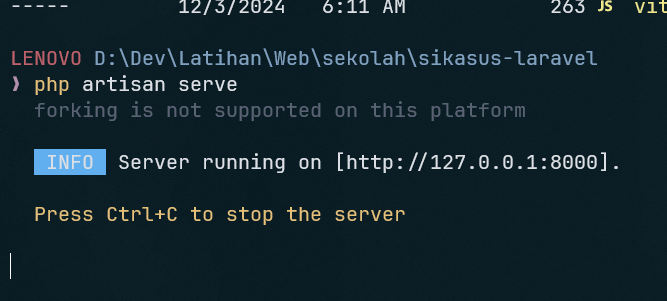 ----- 12/3/2024 6:11 AM 263 JS vit
LENOVO D:\Dev\Latihan\Web\sekolah\sikasus-laravel
❯ php artisan serve
forking is not supported on this platform
INFO Server running on [http://127.0.0.1:8000].
Press Ctrl+C to stop the server